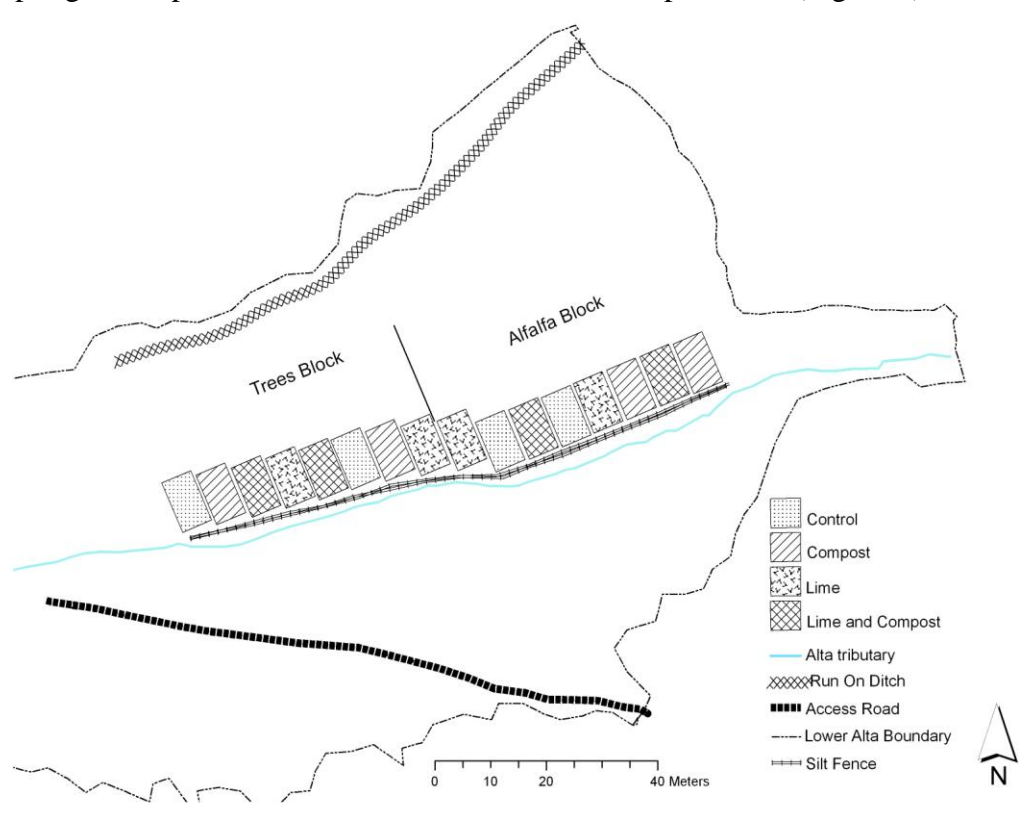 Alfalfa Block
Trees Block
Control
Compost
Lime
Lime and Compost
Alta tributary
Run On Ditch
Access Road
Lower Alta Boundary
Silt Fence
0 10 20 40 Meters
N